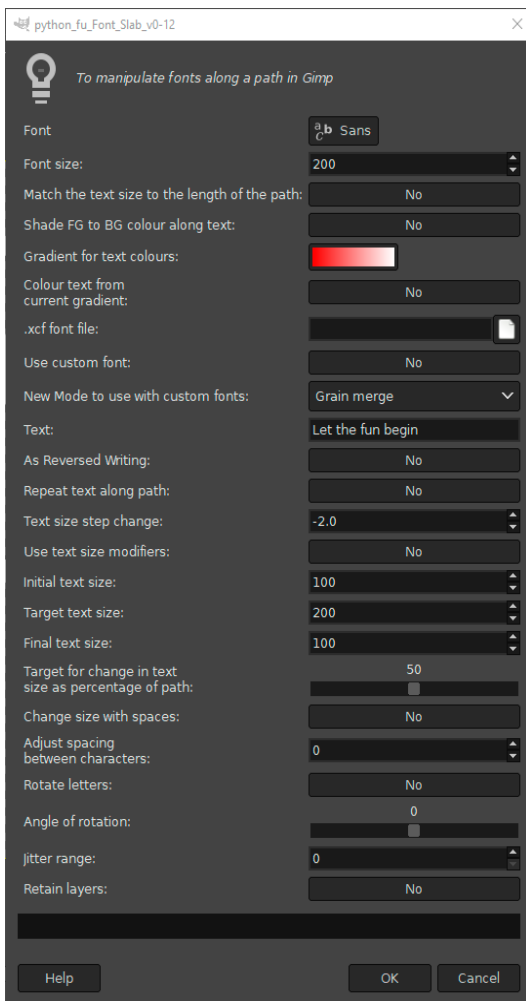 python_fu_Font_Slab_v0-12
To manipulate fonts along a path in Gimp
Font
a b c Sans
Font size:
200
Match the text size to the length of the path:
No
Shade FG to BG colour along text:
No
Gradient for text colours:
Colour text from
current gradient:
No
.xcf font file:
Use custom font:
No
New Mode to use with custom fonts:
Grain merge
Text:
Let the fun begin
As Reversed Writing:
No
Repeat text along path:
No
Text size step change:
-2.0
Use text size modifiers:
No
Initial text size:
100
Target text size:
200
Final text size:
100
Target for change in text
size as percentage of path:
50
Change size with spaces:
No
Adjust spacing
between characters:
0
Rotate letters:
No
Angle of rotation:
0
Jitter range:
0
Retain layers:
No
Help
OK
Cancel